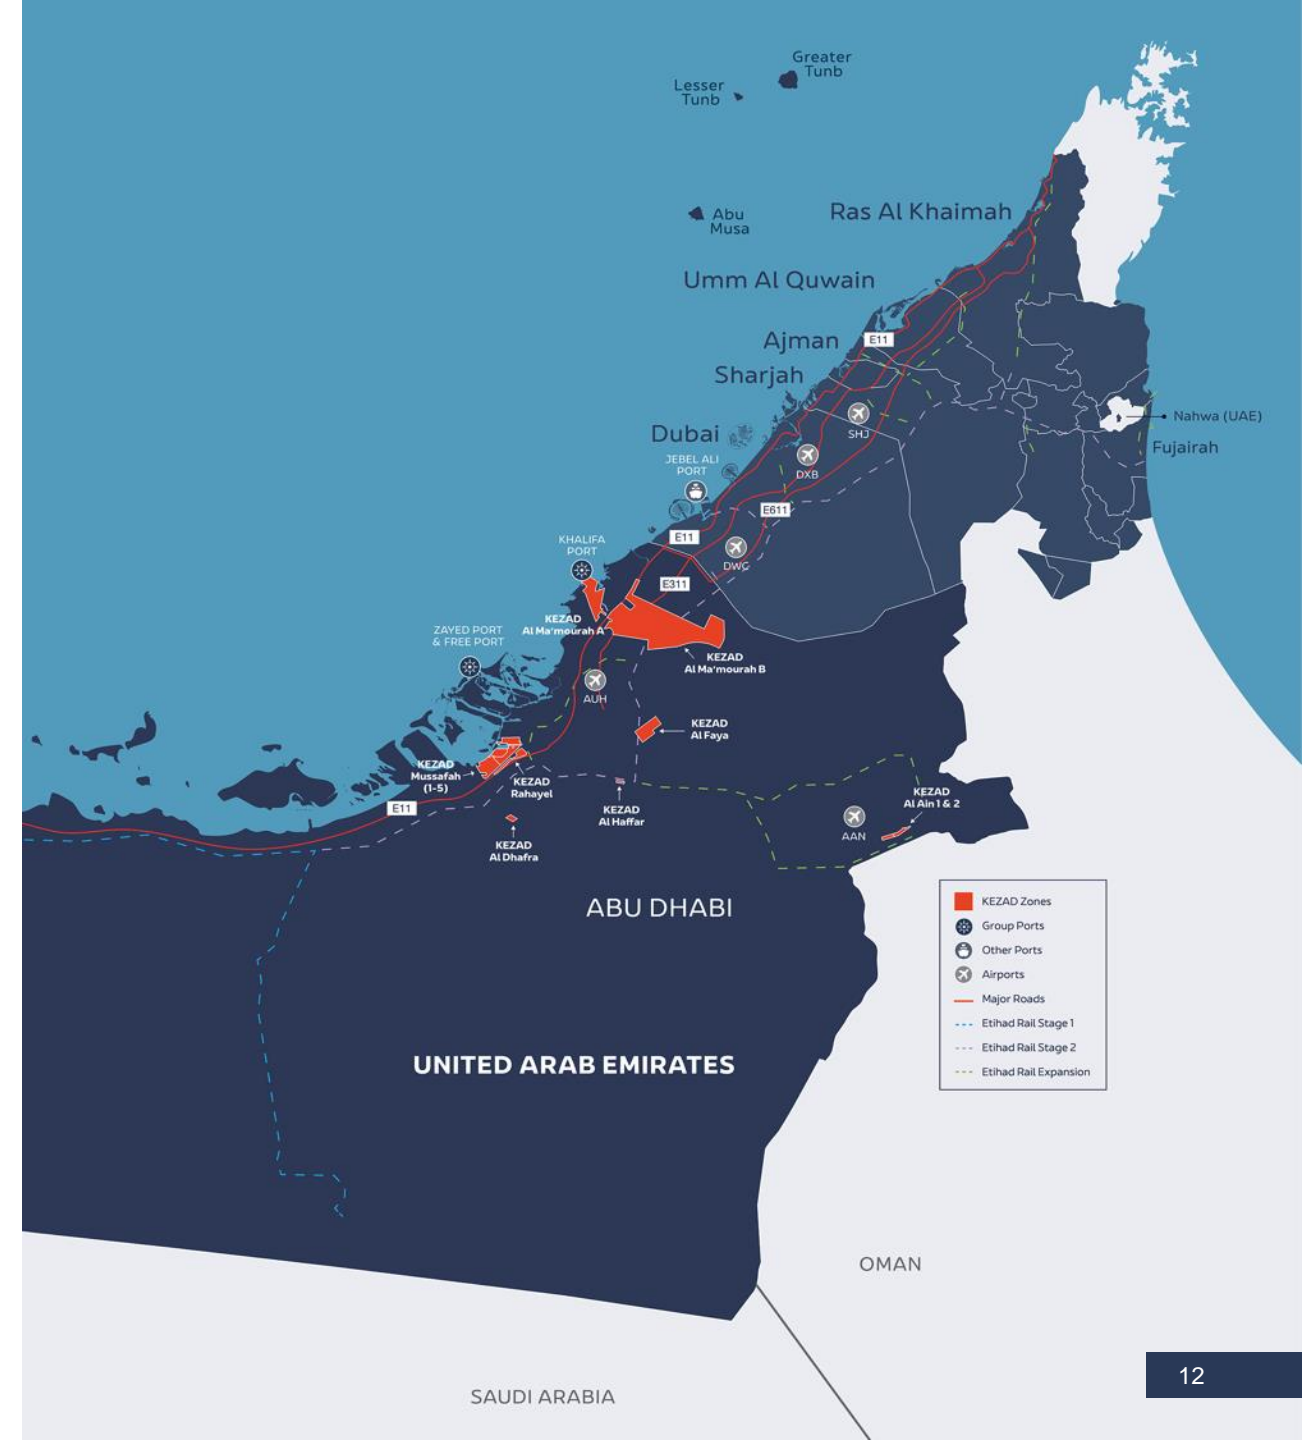 Greater
Tunb
Lesser
Tunb
Abu
Musa
Ras Al Khaimah
Umm Al Quwain
Ajman
E11
Sharjah
SHJ
Nahwa (UAE)
Dubai
Fujairah
JEBEL ALI
PORT
DXB
E611
E11
KHALIFA
PORT
DWC
E311
KEZAD
Al Ma'mourah A
ZAYED PORT
& FREE PORT
KEZAD
Al Ma'mourah B
AUH
KEZAD
Al Faya
KEZAD
Mussafah
(1-5)
KEZAD
Rahayel
KEZAD
Al Ain 1 & 2
E11
KEZAD
Al Haffar
AAN
KEZAD
Al Dhafra
ABU DHABI
KEZAD Zones
Group Ports
Other Ports
Airports
Major Roads
Etihad Rail Stage 1
Etihad Rail Stage 2
Etihad Rail Expansion
UNITED ARAB EMIRATES
OMAN
SAUDI ARABIA
12